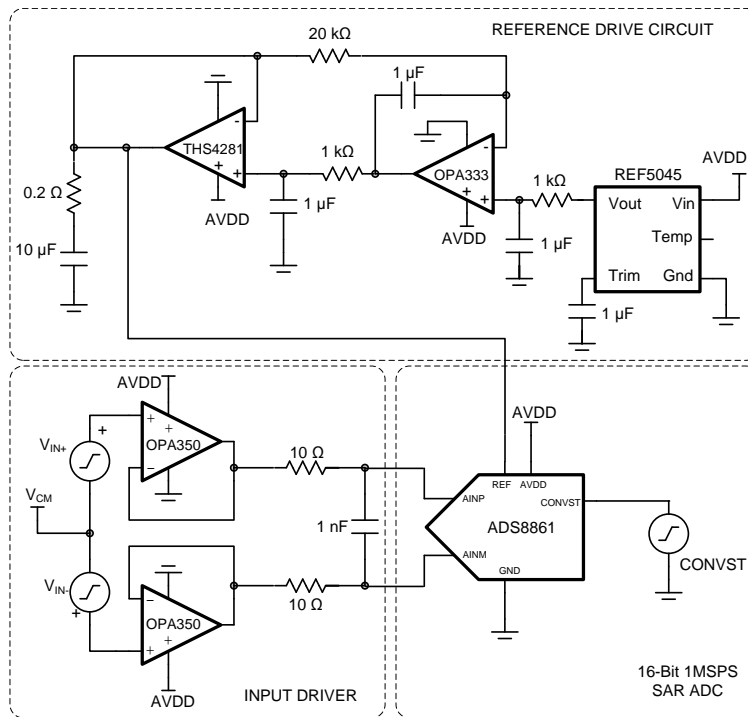 REFERENCE DRIVE CIRCUIT
20 kΩ
1 µF
THS4281
-
+
+
AVDD
1 kΩ
1 µF
OPA333
-
+
+
AVDD
1 kΩ
1 µF
REF5045
AVDD
Vout
Vin
Temp
Trim
Gnd
1 µF
0.2 Ω
10 µF
AVDD
VIN+
+
+
+
OPA350
−
VCM
VIN-
+
−
OPA350
+
+
AVDD
10 Ω
1 nF
10 Ω
INPUT DRIVER
AVDD
REF
AVDD
AINP
CONVST
ADS8861
AINM
GND
CONVST
16-Bit 1MSPS
SAR ADC